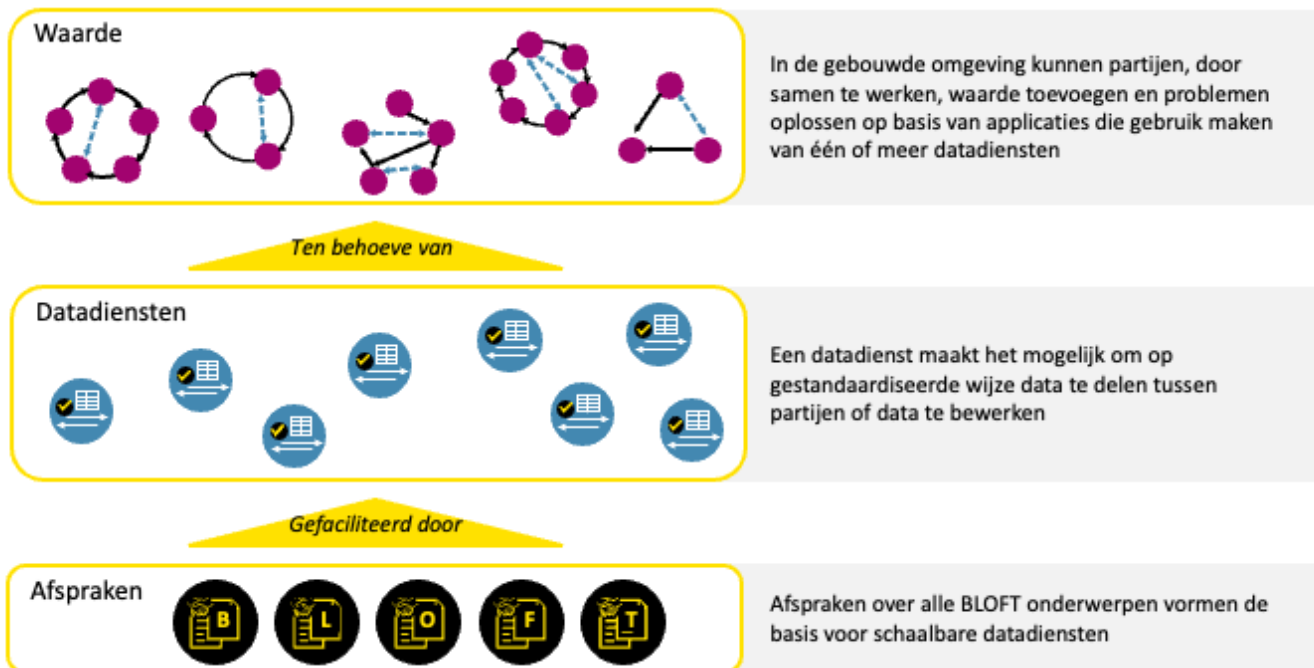 Waarde
In de gebouwde omgeving kunnen partijen, door
samen te werken, waarde toevoegen en problemen
oplossen op basis van applicaties die gebruik maken
van één of meer datadiensten
Ten behoeve van
Datadiensten
Een datadienst maakt het mogelijk om op
gestandaardiseerde wijze data te delen tussen
partijen of data te bewerken
Gefaciliteerd door
Afspraken
B L O F T
Afspraken over alle BLOFT onderwerpen vormen de
basis voor schaalbare datadiensten